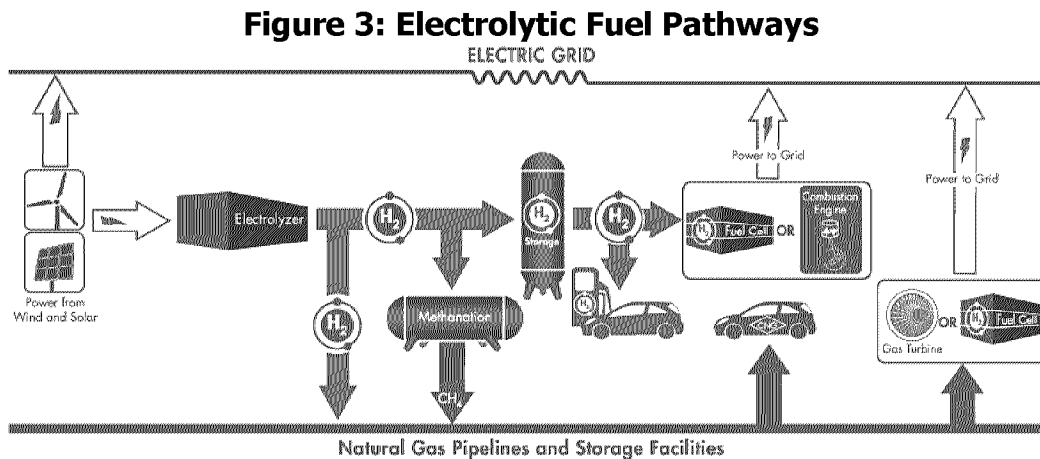 Figure 3: Electrolytic Fuel Pathways
ELECTRIC GRID
Power to Grid
Power to Grid
Combustion
Engine
Electrolyzer
H2
H2
Storage
H2
H2
Fuel Cell
OR
Power from
Wind and Solar
H2
Methanation
H2
CNG
OR
H2
Fuel Cell
Gas Turbine
CH4
Natural Gas Pipelines and Storage Facilities